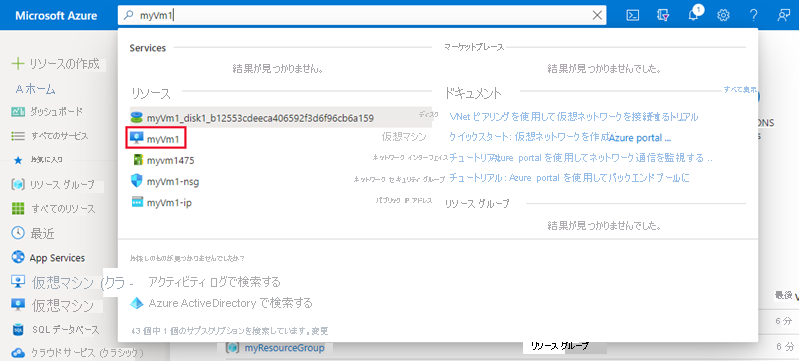 Microsoft Azure
myVm1
1
+ リソースの作成
Aホーム
ダッシュボード
すべてのサービス
お気に入り
リソース グループ
すべてのリソース
最近
App Services
仮想マシン (クラ -
仮想マシン
SQL データベース
クラウド サービス (クラシック)
Services
結果が見つかりません。
マーケットプレース
結果が見つかりませんでした。
リソース
myVm1_disk1_b12553cdeeca406592f3d6f96cb6a159
ディスク
myVm1
仮想マシン
myvm1475
ネットワーク インターフェイス
myVm1-nsg
ネットワーク セキュリティ グループ
myVm1-ip
パブリック IP アドレス
ドキュメント
すべて表示
VNet ピアリングを使用して仮想ネットワークを接続するトリアル
クイックスタート: 仮想ネットワークを作成 Azure portal ...
チュートリアル: Azure portal を使用してネットワーク通信を監視する ...
チュートリアル: Azure portal を使用してバックエンド プールに
リソース グループ
結果が見つかりませんでした。
お探しのものが見つかりませんでしたか?
アクティビティ ログで検索する
Azure ActiveDirectory で検索する
43 個中 1 個のサブスクリプションを検索しています。変更
myResourceGroup
リソース グループ
ONS
最後
V
6 分
6 分